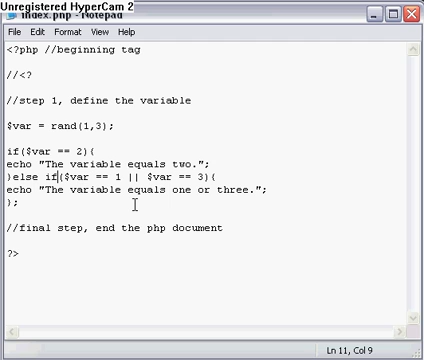 Unregistered HyperCam 2
index.php - Notepad
File Edit Format View Help
<?php //beginning tag
//<?
//step 1, define the variable
$var = rand(1,3);
if($var == 2){
echo "The variable equals two.";
}else if($var == 1 || $var == 3){
echo "The variable equals one or three.";
};
//final step, end the php document
?>
Ln 11, Col 9